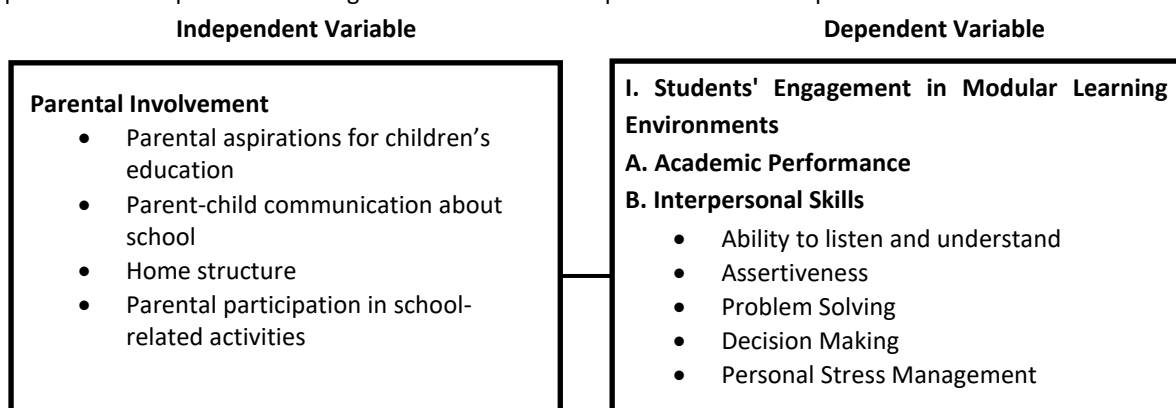 Independent Variable
Dependent Variable
Parental Involvement
• Parental aspirations for children’s
education
• Parent-child communication about
school
• Home structure
• Parental participation in school-
related activities
I. Students' Engagement in Modular Learning
Environments
A. Academic Performance
B. Interpersonal Skills
• Ability to listen and understand
• Assertiveness
• Problem Solving
• Decision Making
• Personal Stress Management